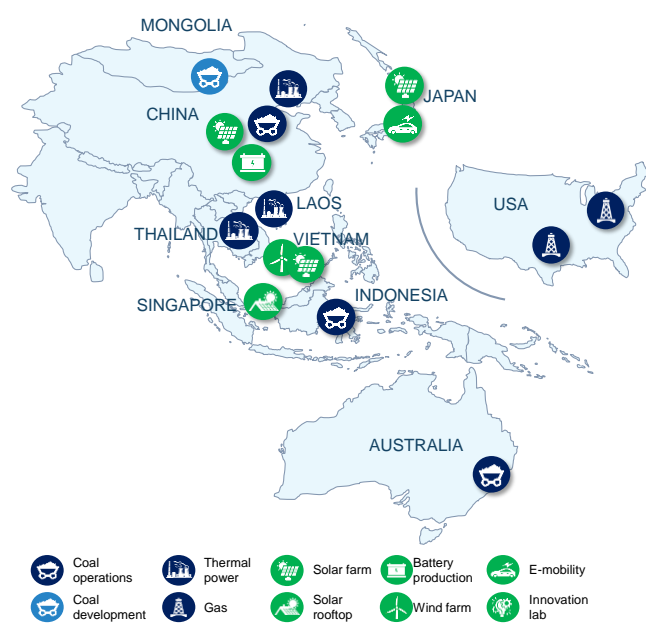 MONGOLIA
JAPAN
CHINA
USA
LAOS
THAILAND
VIETNAM
SINGAPORE
INDONESIA
AUSTRALIA
Coal
operations
Thermal
power
Solar farm
Battery
production
E-mobility
Coal
development
Gas
Solar
rooftop
Wind farm
Innovation
lab